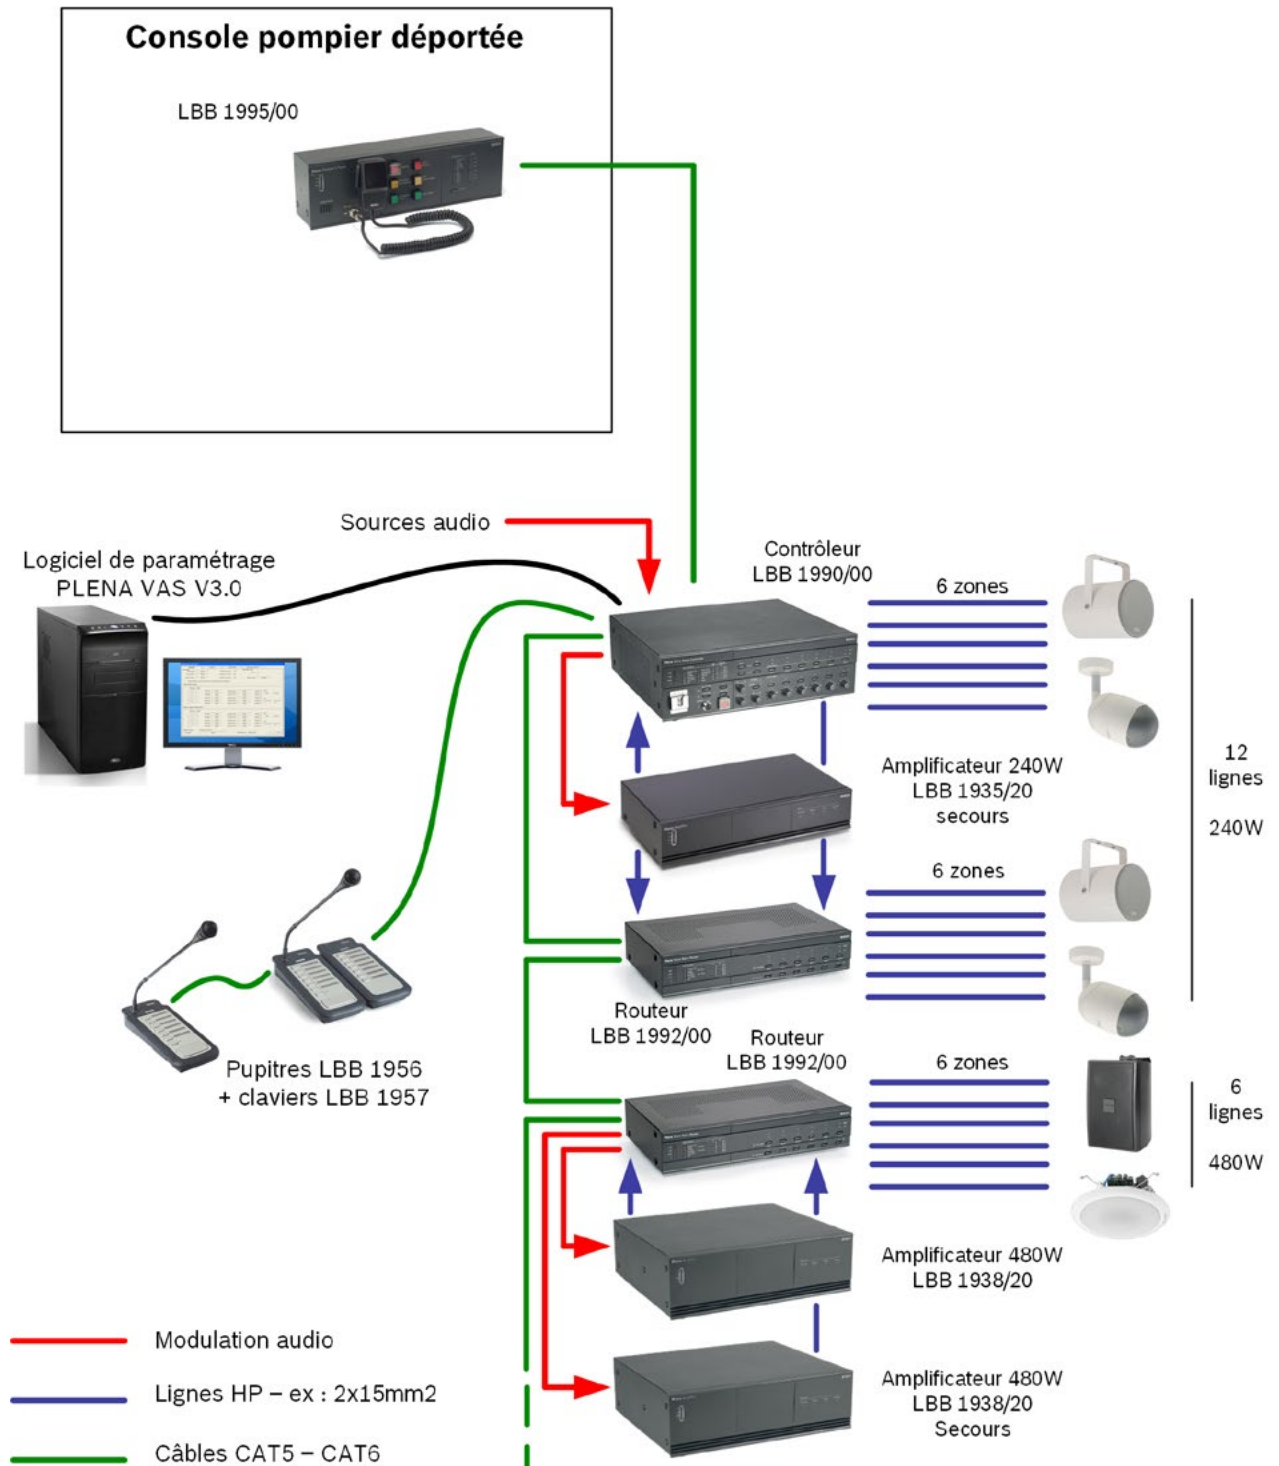 Console pompier déportée
LBB 1995/00
Sources audio
Logiciel de paramétrage
PLENA VAS V3.0
Contrôleur
LBB 1990/00
6 zones
Amplificateur 240W
LBB 1935/20
secours
12
lignes
240W
6 zones
Routeur
LBB 1992/00
Routeur
LBB 1992/00
6 zones
Pupitres LBB 1956
+ claviers LBB 1957
6
lignes
480W
Amplificateur 480W
LBB 1938/20
Amplificateur 480W
LBB 1938/20
Secours
Modulation audio
Lignes HP – ex : 2x15mm2
Câbles CAT5 – CAT6